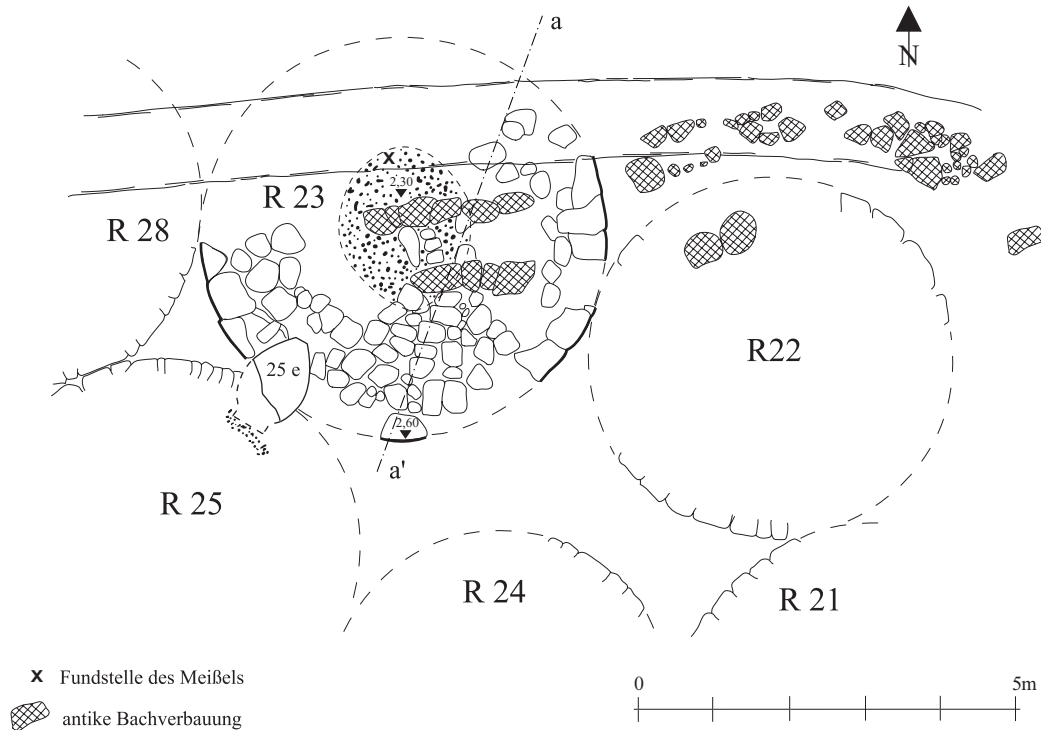 a
N
2,30
R 23
R 28
R22
25 e
2,60
a'
R 25
R 24
R 21
x Fundstelle des Meißels
antike Bachverbauung
0 5m